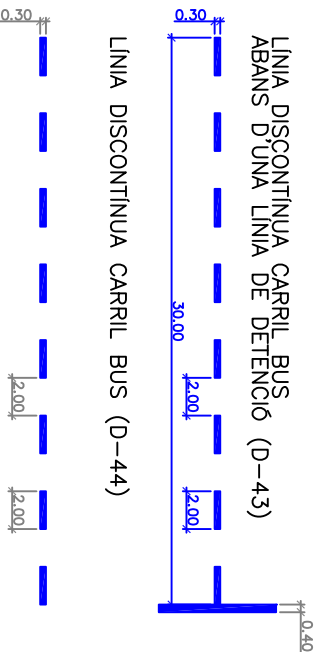 LÍNIA DISCONTÍNUA CARRIL BUS
ABANS D'UNA LÍNIA DE DETENCIÓ (D-43)
0.30
30.00
2.00
2.00
0.40
LÍNIA DISCONTÍNUA CARRIL BUS (D-44)
0.30
2.00
2.00